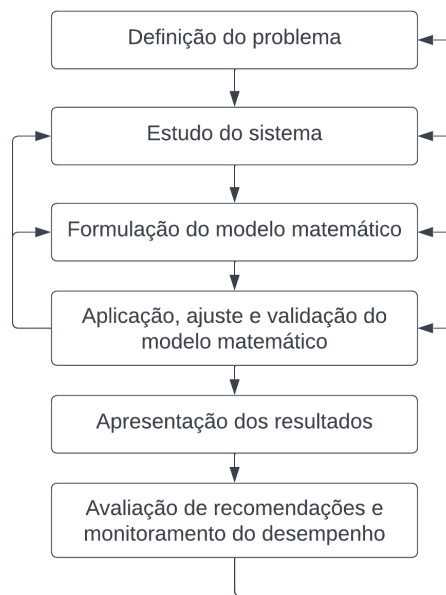 Definição do problema
Estudo do sistema
Formulação do modelo matemático
Aplicação, ajuste e validação do
modelo matemático
Apresentação dos resultados
Avaliação de recomendações e
monitoramento do desempenho